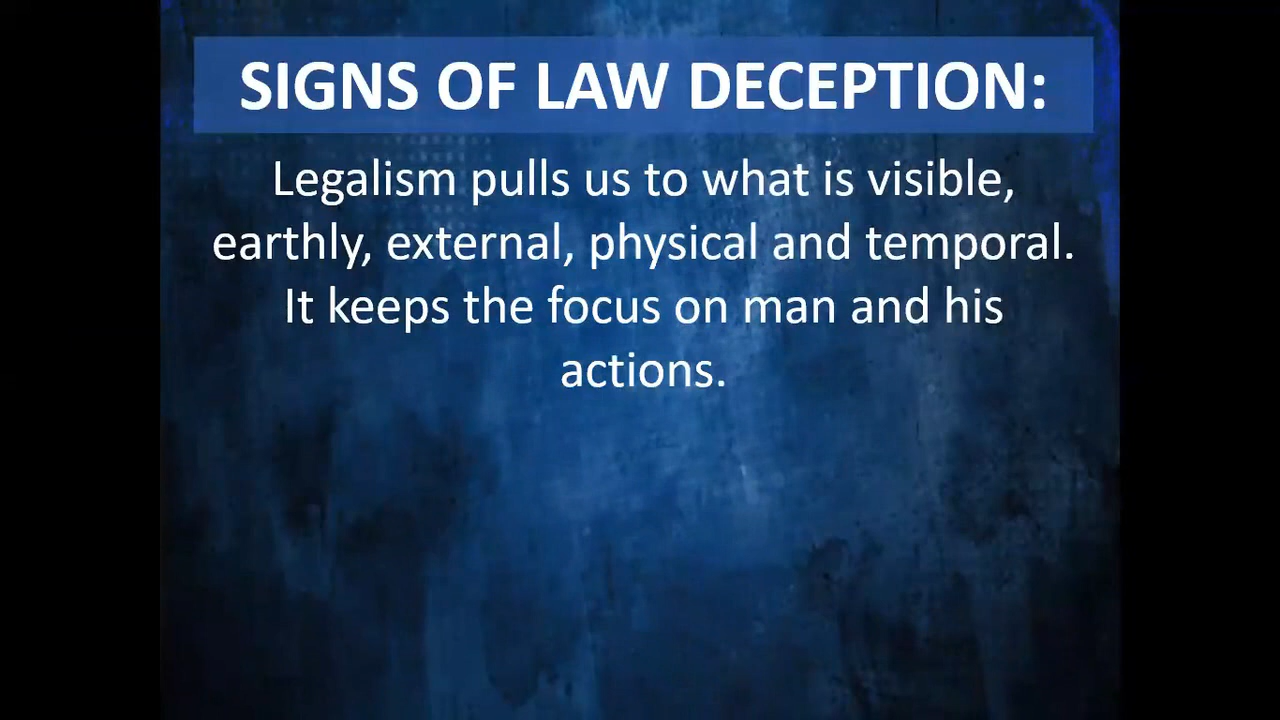 SIGNS OF LAW DECEPTION:
Legalism pulls us to what is visible,
earthly, external, physical and temporal.
It keeps the focus on man and his
actions.